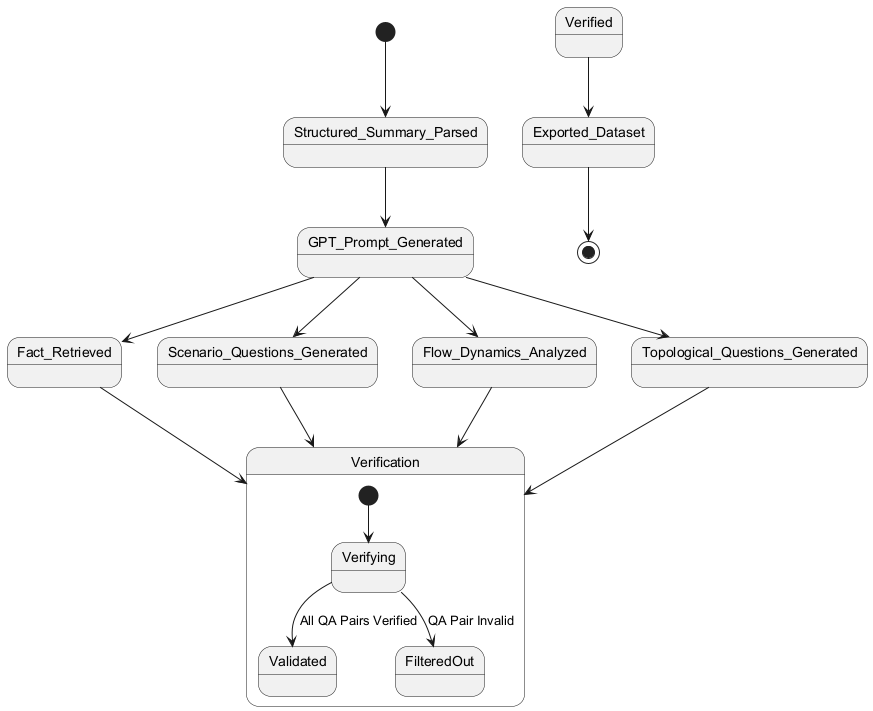 Verified
Structured_Summary_Parsed
Exported_Dataset
GPT_Prompt_Generated
Fact_Retrieved
Scenario_Questions_Generated
Flow_Dynamics_Analyzed
Topological_Questions_Generated
Verification
Verifying
All QA Pairs Verified
QA Pair Invalid
Validated
FilteredOut